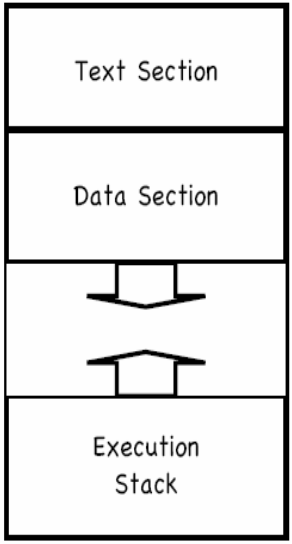 Text Section
Data Section
Execution
Stack